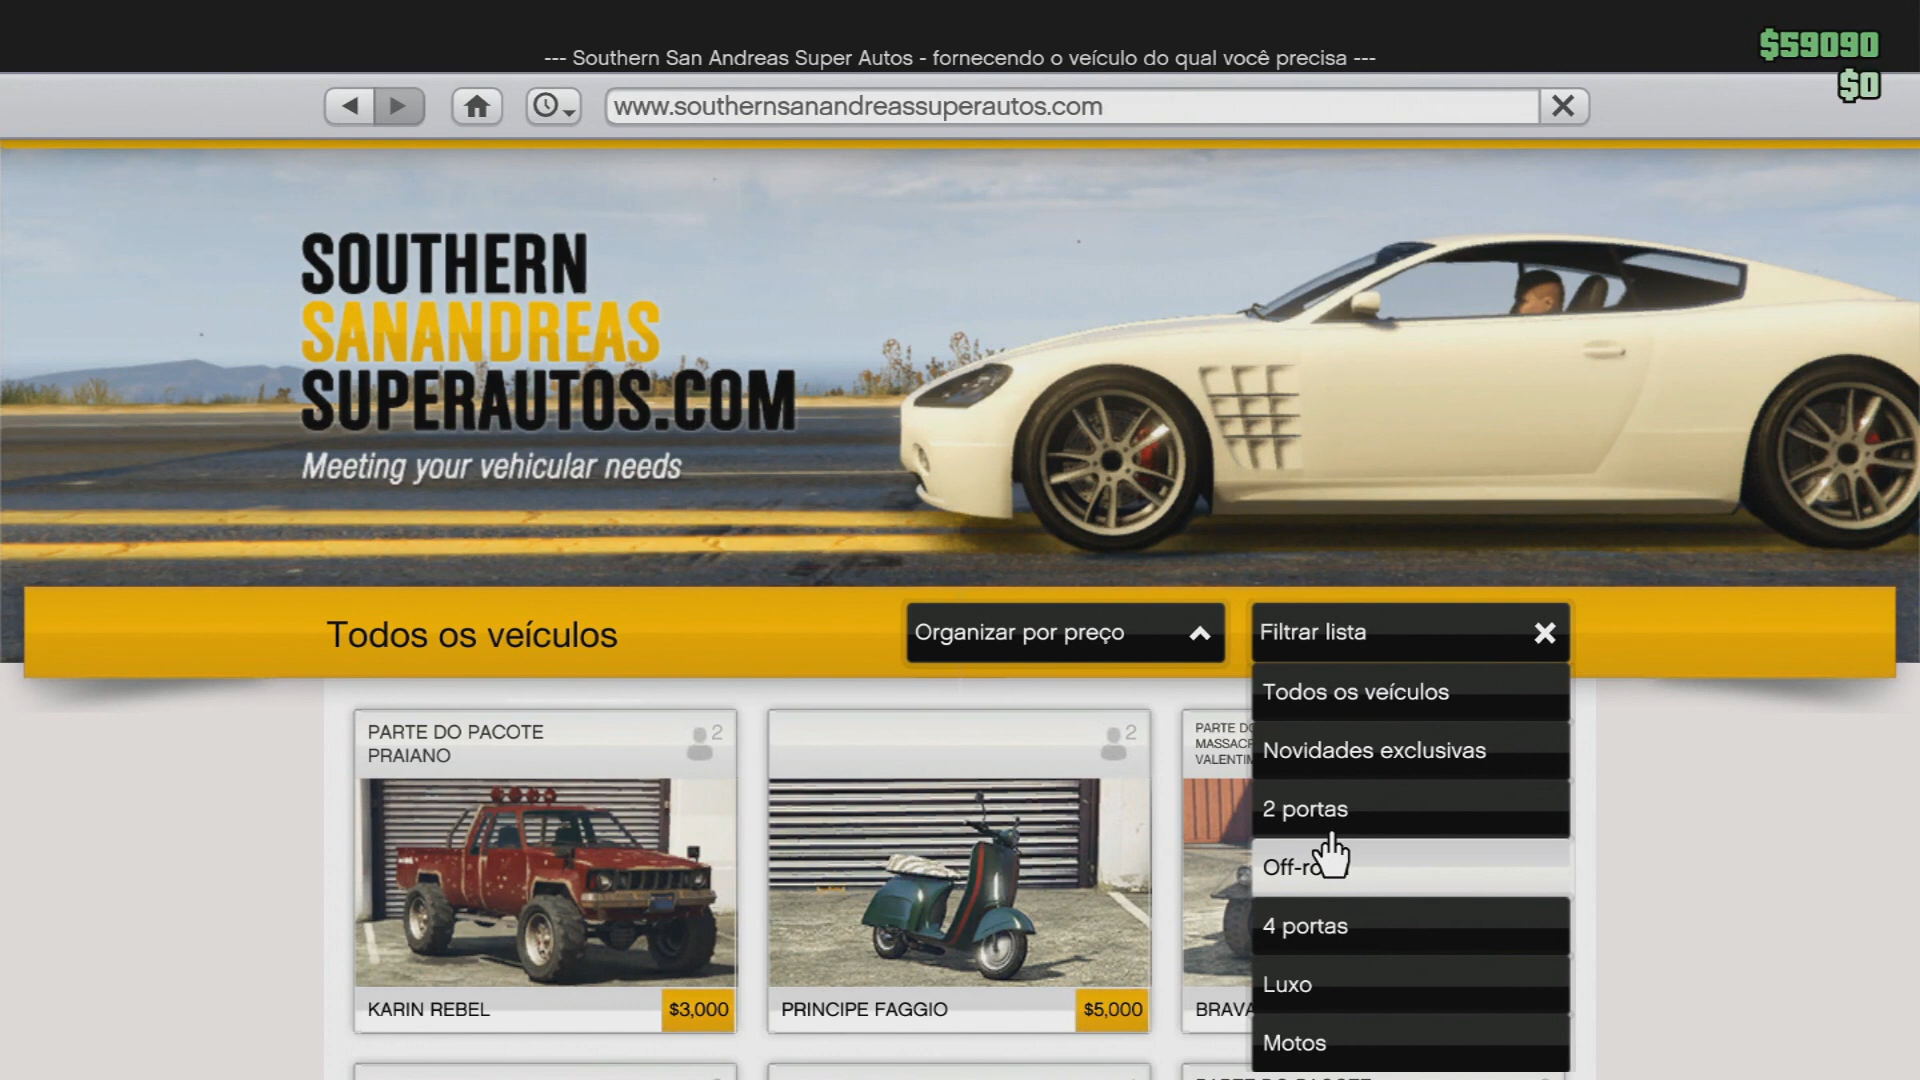 --- Southern San Andreas Super Autos - fornecendo o veículo do qual você precisa ---
$59090
$0
www.southernsanandreassuperautos.com
SOUTHERN
SANANDREAS
SUPERAUTOS.COM
Meeting your vehicular needs
Todos os veículos
Organizar por preço
Filtrar lista
Todos os veículos
Novidades exclusivas
2 portas
4 portas
Luxo
Motos
PARTE DO PACOTE
PRAIANO
2
KARIN REBEL
$3,000
2
PRINCIPE FAGGIO
$5,000
PARTE